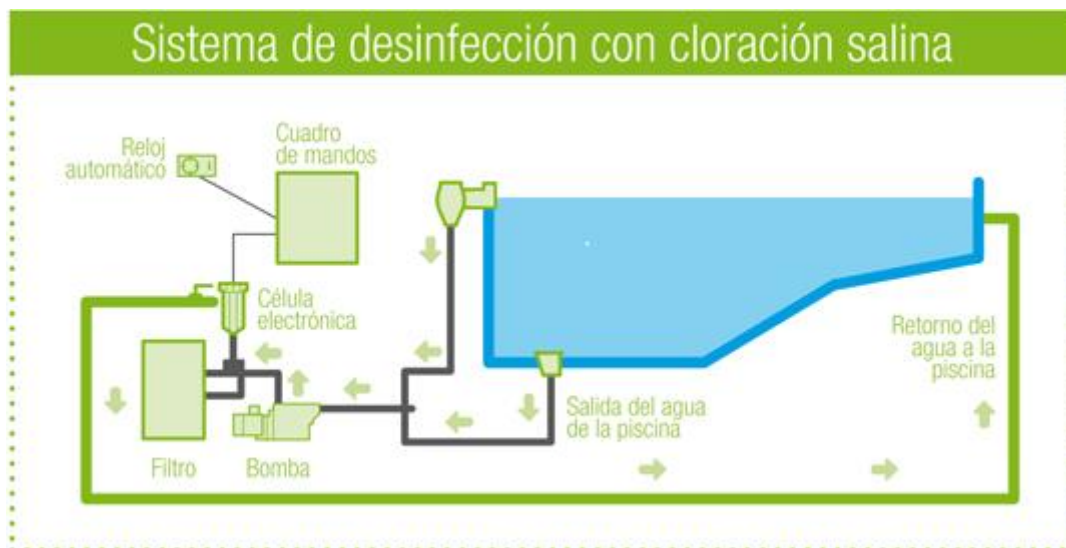 Sistema de desinfección con cloración salina
Reloj
automático
Cuadro
de mandos
Célula
electrónica
Filtro
Bomba
Salida del agua
de la piscina
Retorno del
agua a la
piscina